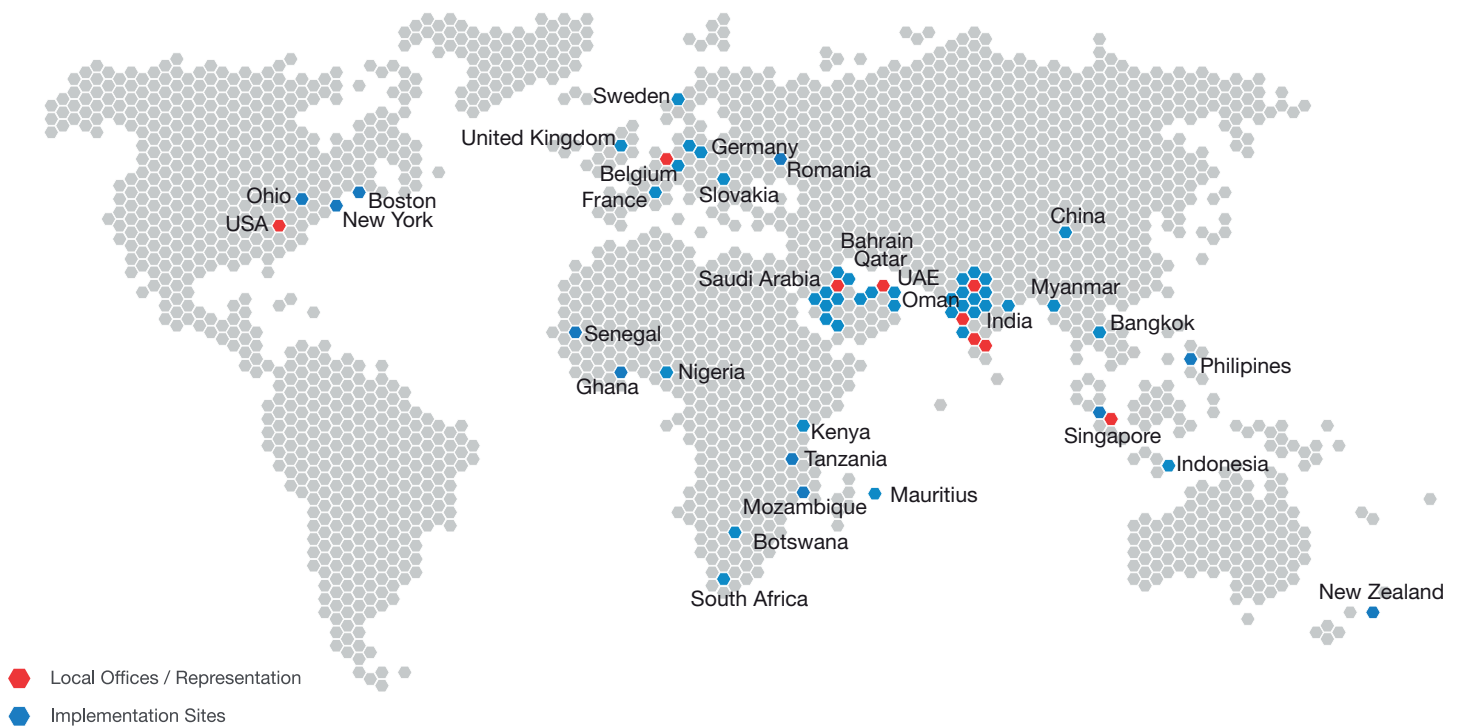 Sweden
United Kingdom
Germany
Belgium
Romania
France
Slovakia
Ohio
Boston
New York
USA
China
Bahrain
Qatar
Saudi Arabia
UAE
Oman
Myanmar
India
Bangkok
Senegal
Philipines
Ghana
Nigeria
Kenya
Singapore
Tanzania
Indonesia
Mozambique
Mauritius
Botswana
South Africa
New Zealand
Local Offices / Representation
Implementation Sites